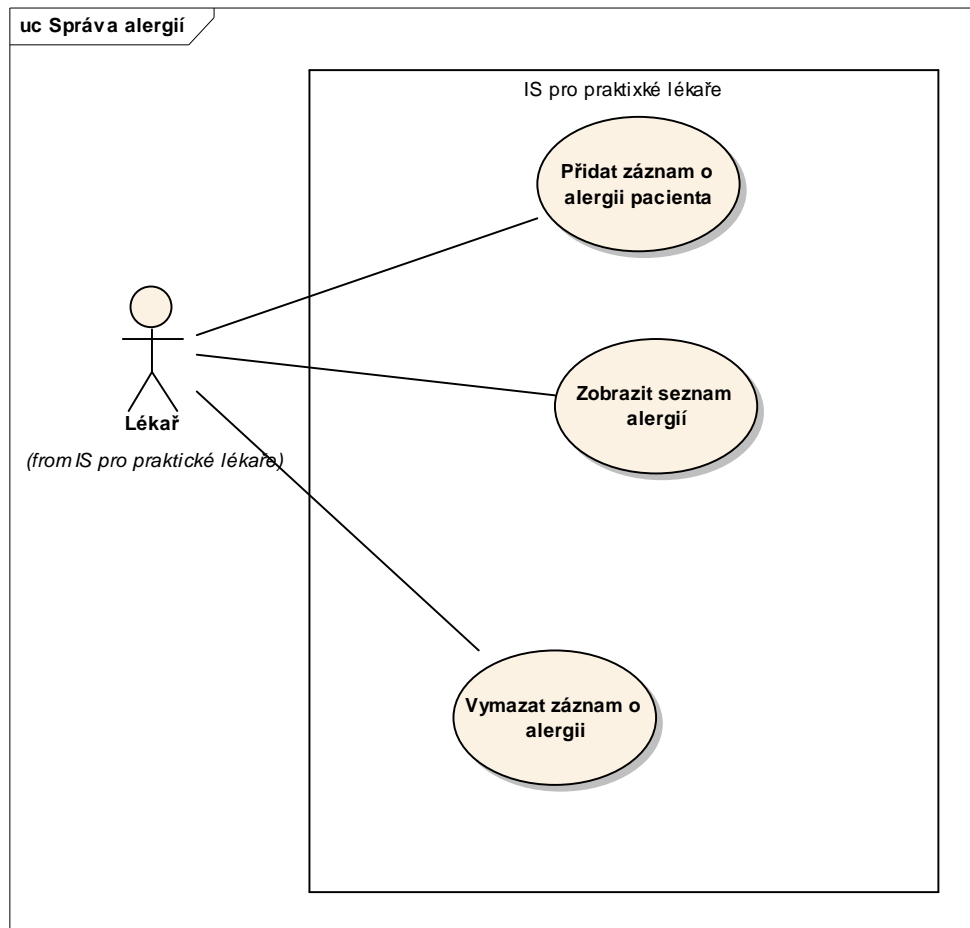 uc Správa alergií
IS pro praktixké lékaře
Přidat záznam o
alergii pacienta
Zobrazit seznam
alergií
Lékař
(from IS pro praktické lékaře)
Vymazat záznam o
alergii